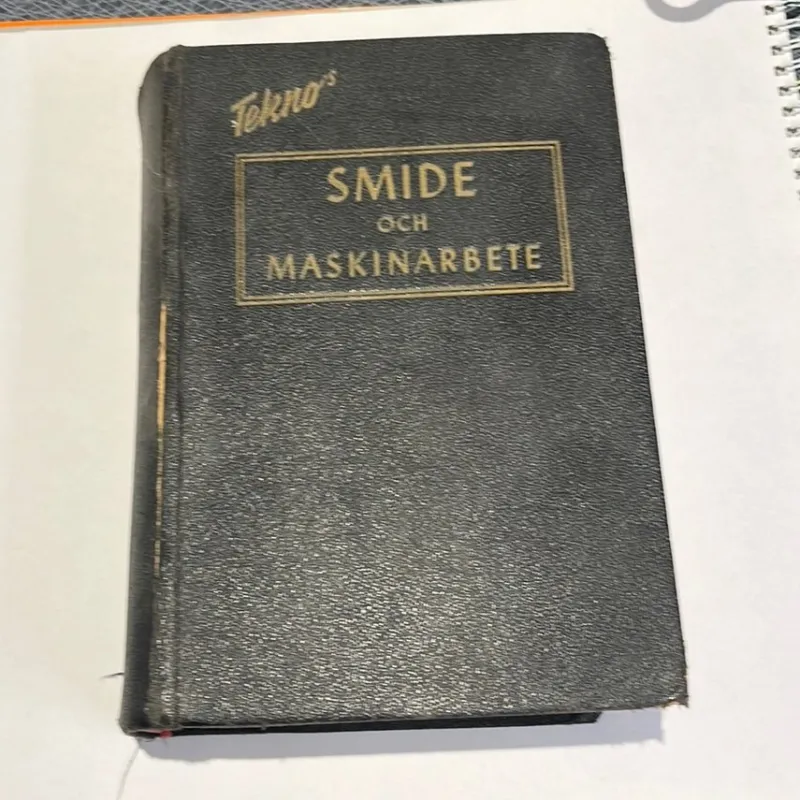 Tekno's
SMIDE
OCH
MASKINARBETE